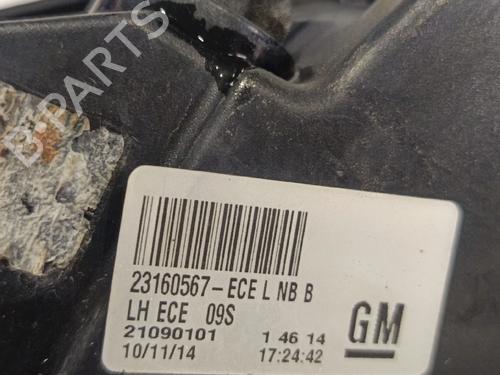 B-PARTS
23160567-ECE L NB B
LH ECE 09S
21090101 1 46 14
10/11/14 17:24:42
GM